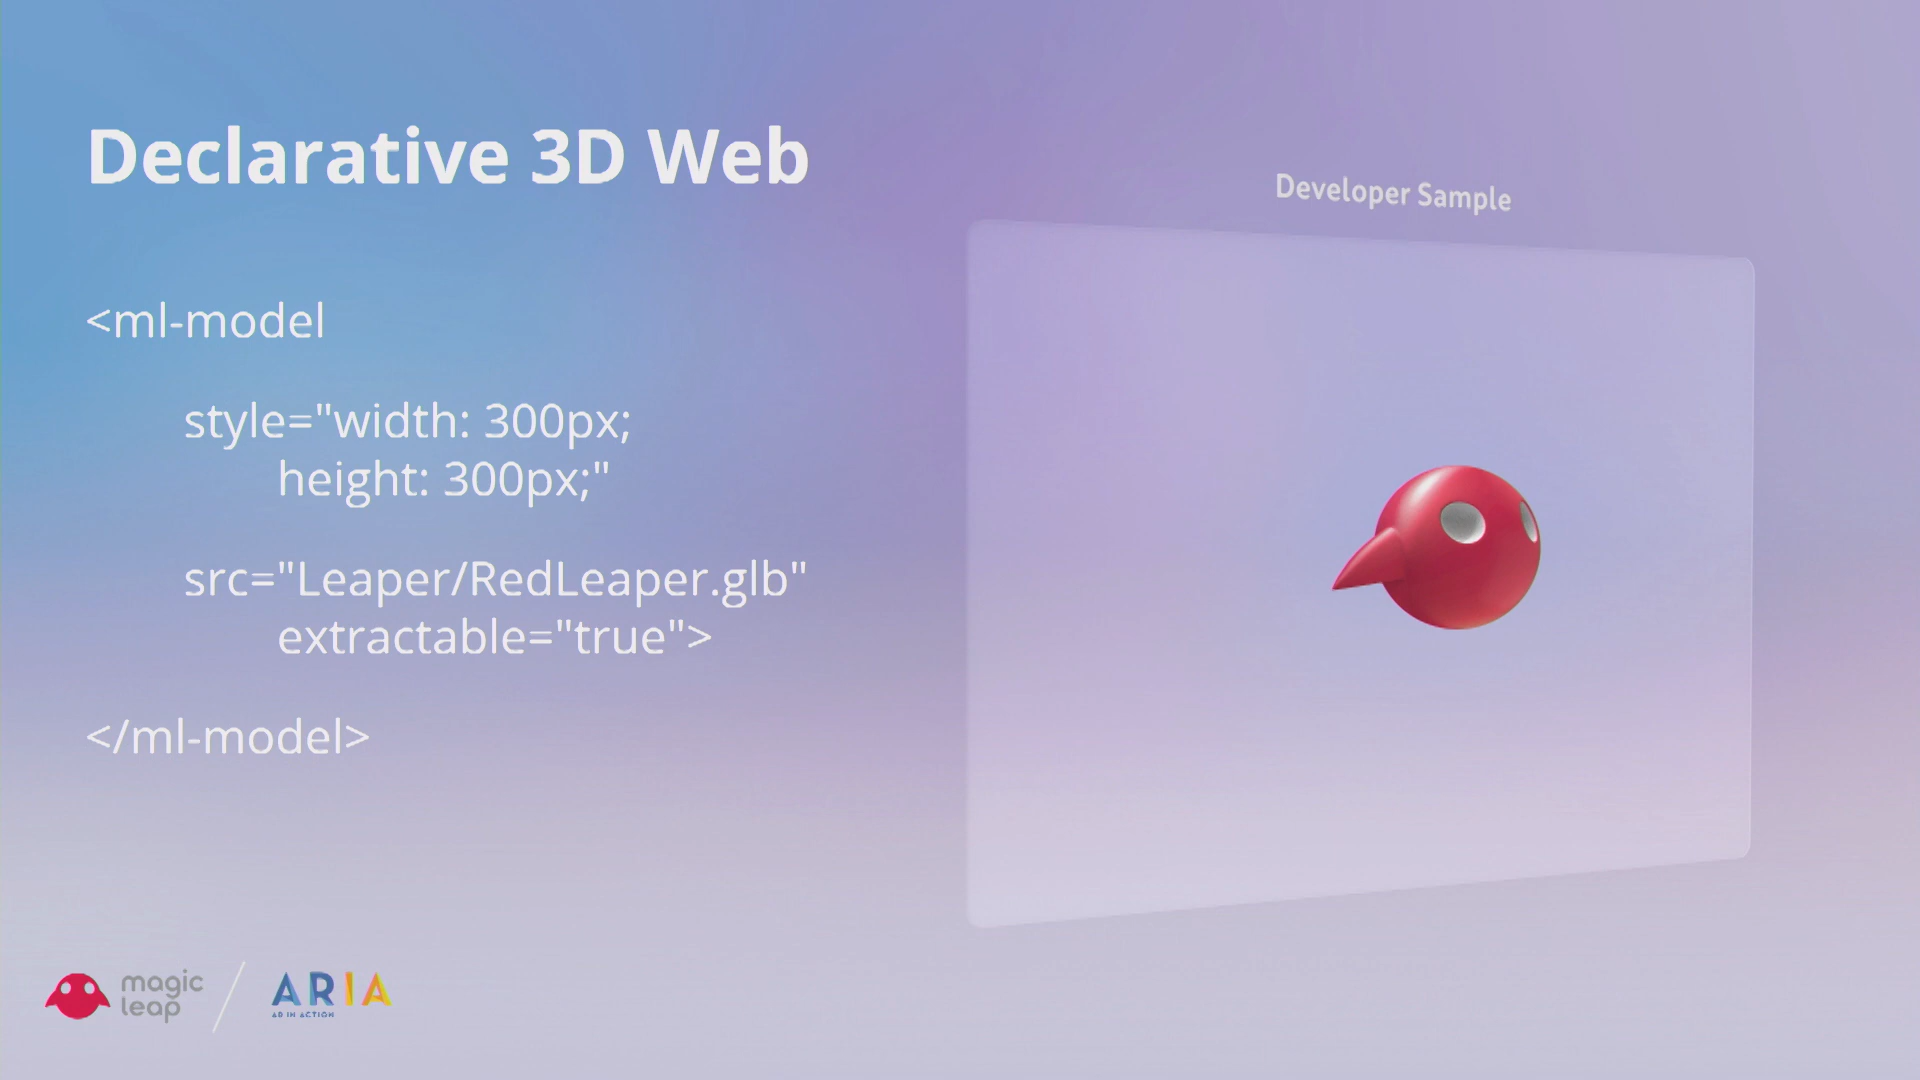 Declarative 3D Web
Developer Sample
<ml-model
style="width: 300px;
height: 300px;"
src="Leaper/RedLeaper.glb"
extractable="true">
</ml-model>
magic
leap
ARIA
AR IN ACTION